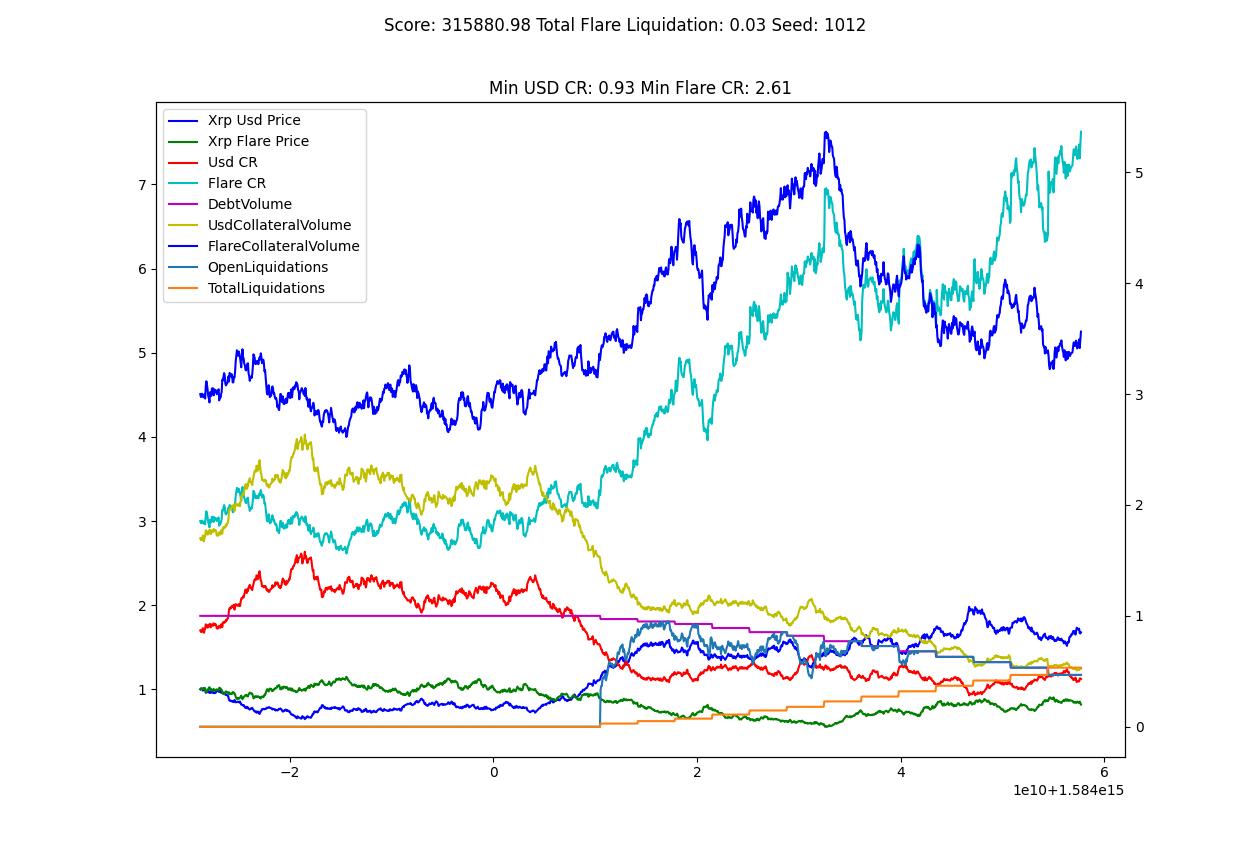 Score: 315880.98 Total Flare Liquidation: 0.03 Seed: 1012
Min USD CR: 0.93 Min Flare CR: 2.61
Xrp Usd Price
Xrp Flare Price
Usd CR
Flare CR
DebtVolume
UsdCollateralVolume
FlareCollateralVolume
OpenLiquidations
TotalLiquidations
7
6
5
4
3
2
1
5
4
3
2
1
0
−2
0
2
4
6
1e10+1.584e15